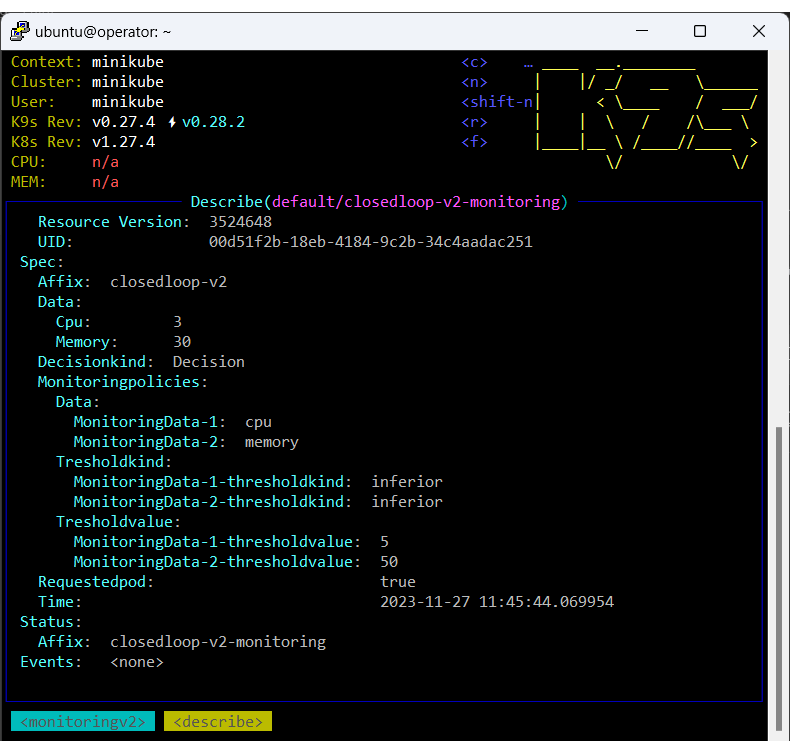 ubuntu@operator: ~
Context: minikube <c> …
Cluster: minikube <n>
User: minikube <shift-n
K9s Rev: v0.27.4 ⚡v0.28.2 <r>
K8s Rev: v1.27.4 <f>
CPU: n/a
MEM: n/a
K9s
Describe(default/closedloop-v2-monitoring)
Resource Version: 3524648
UID: 00d51f2b-18eb-4184-9c2b-34c4aadac251
Spec:
Affix: closedloop-v2
Data:
Cpu: 3
Memory: 30
Decisionkind: Decision
Monitoringpolicies:
Data:
MonitoringData-1: cpu
MonitoringData-2: memory
Tresholdkind:
MonitoringData-1-thresholdkind: inferior
MonitoringData-2-thresholdkind: inferior
Tresholdvalue:
MonitoringData-1-thresholdvalue: 5
MonitoringData-2-thresholdvalue: 50
Requestedpod: true
Time: 2023-11-27 11:45:44.069954
Status:
Affix: closedloop-v2-monitoring
Events: <none>
<monitoringv2> <describe>